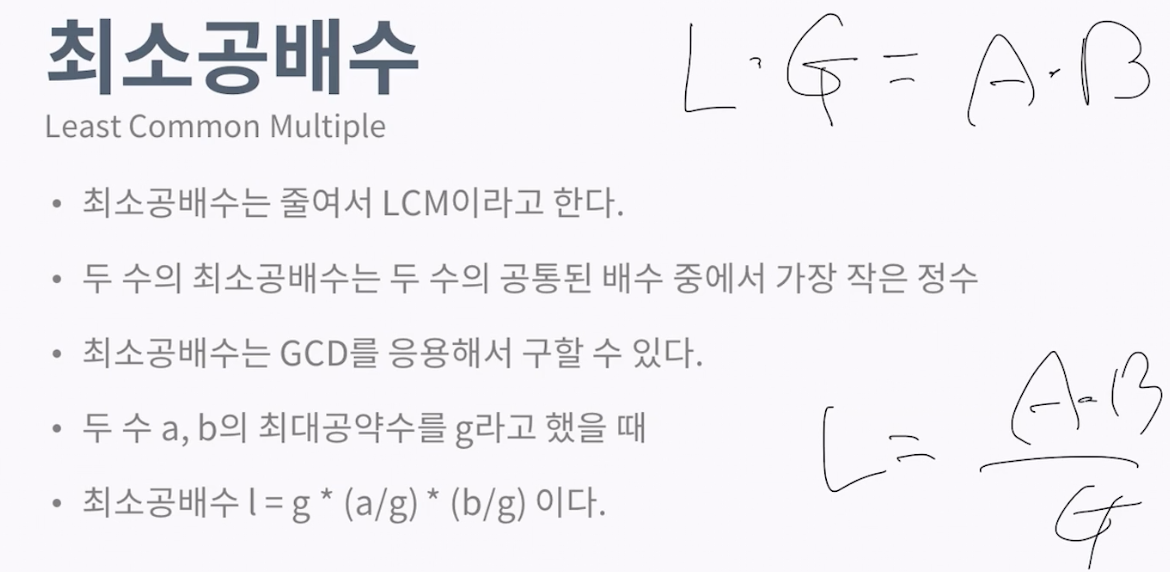 최소공배수
Least Common Multiple
L · G = A · B
• 최소공배수는 줄여서 LCM이라고 한다.
• 두 수의 최소공배수는 두 수의 공통된 배수 중에서 가장 작은 정수
• 최소공배수는 GCD를 응용해서 구할 수 있다.
• 두 수 a, b의 최대공약수를 g라고 했을 때
• 최소공배수 l = g * (a/g) * (b/g) 이다.
A · B
L =
G